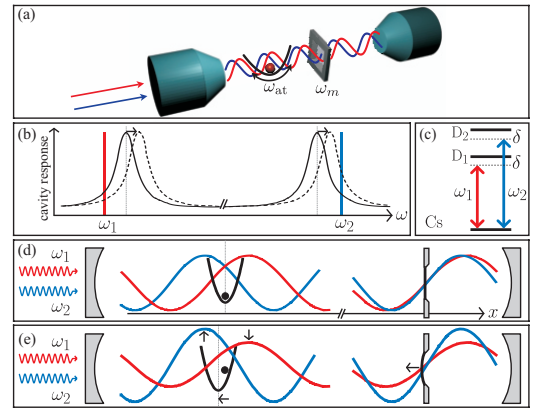 (a)
ω_at
ω_m
(b)
cavity response
ω_1
ω_2
ω
(c)
D_2
δ
D_1
δ
ω_1
ω_2
Cs
(d)
ω_1
ω_2
x
(e)
ω_1
ω_2